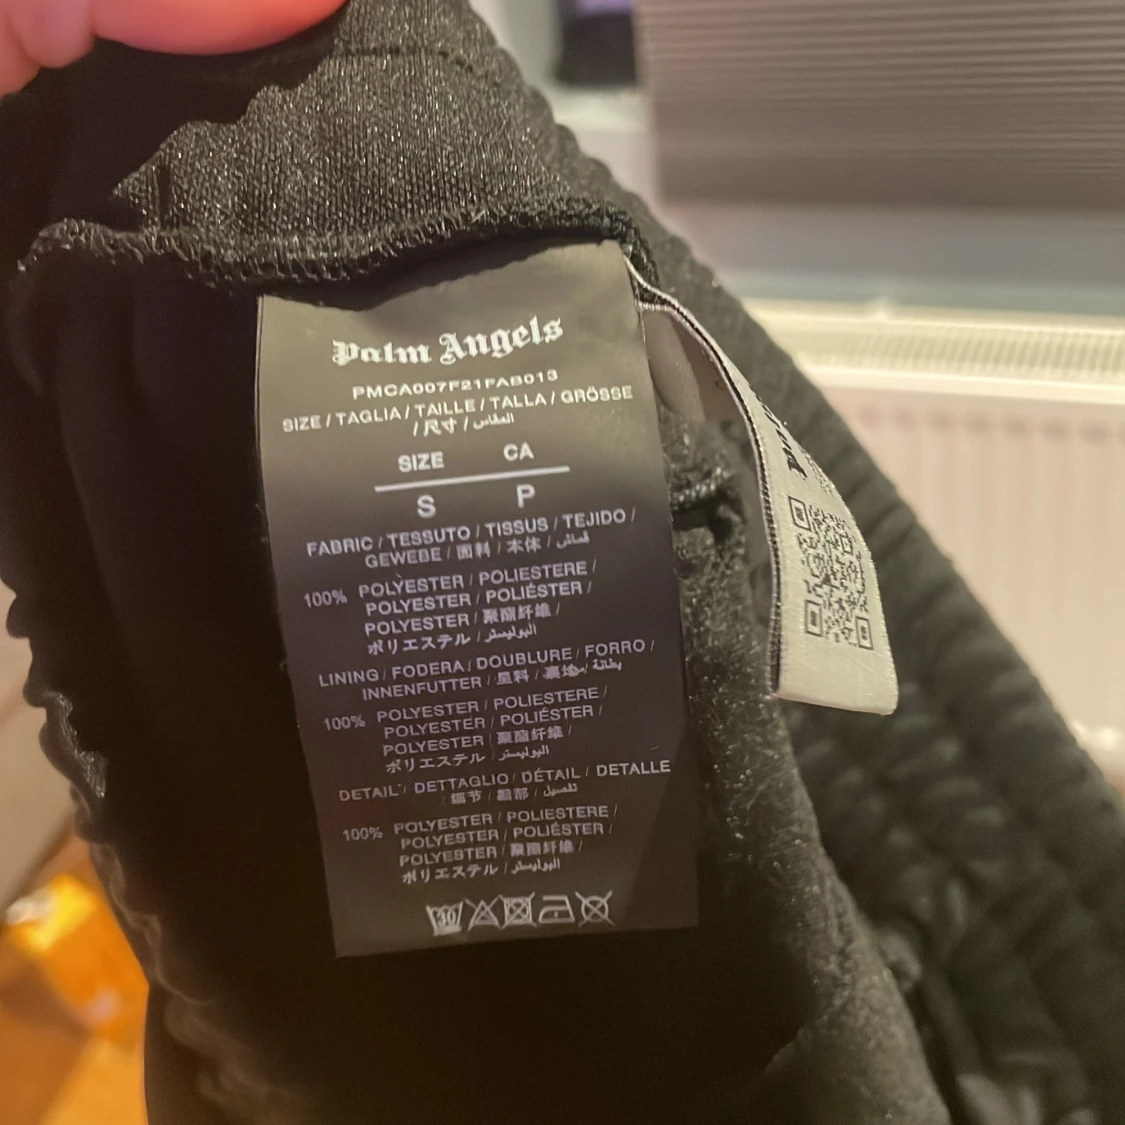 Palm Angels
PMCA007F21FAB013
SIZE / TAGLIA / TAILLE / TALLA / GRÖSSE
/ 尺寸 / المقاس
SIZE CA
S P
FABRIC / TESSUTO / TISSUS / TEJIDO /
GEWEBE / 面料 / 本体 / قماش
100% POLYESTER / POLIESTERE /
POLYESTER / POLIÉSTER /
POLYESTER / 聚酯纤维 /
ポリエステル / البوليستر
LINING / FODERA / DOUBLURE / FORRO /
INNENFUTTER / 里料 / 裏地 / بطانة
100% POLYESTER / POLIESTERE /
POLYESTER / POLIÉSTER /
POLYESTER / 聚酯纤维 /
ポリエステル / البوليستر
DETAIL / DETTAGLIO / DÉTAIL / DETALLE
/ 细节 / 細部 / تفصيل
100% POLYESTER / POLIESTERE /
POLYESTER / POLIÉSTER /
POLYESTER / 聚酯纤维 /
ポリエステル / البوليستر
30